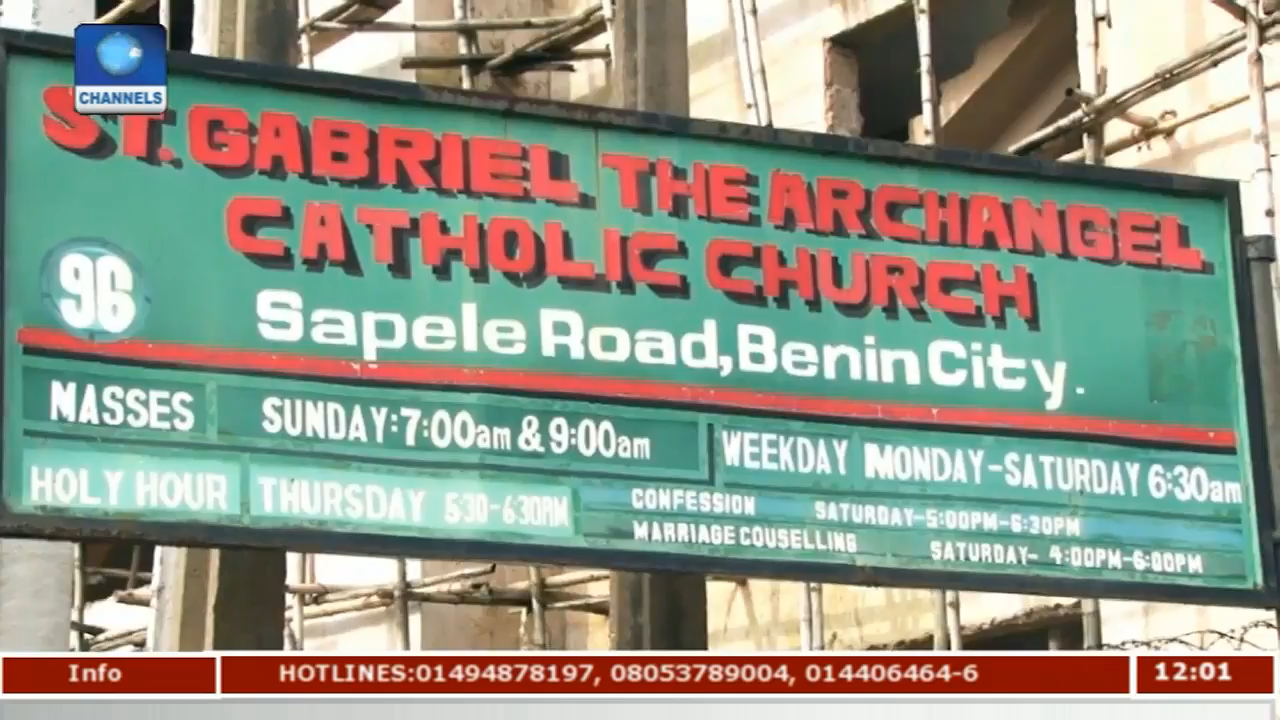 CHANNELS
ST. GABRIEL THE ARCHANGEL
CATHOLIC CHURCH
96
Sapele Road, Benin City.
MASSES SUNDAY: 7:00am & 9:00am WEEKDAY MONDAY-SATURDAY 6:30am
HOLY HOUR THURSDAY 5:30-6:30PM
CONFESSION SATURDAY-5:00PM-6:30PM
MARRIAGE COUSELLING SATURDAY- 4:00PM-6:00PM
Info HOTLINES:01494878197, 08053789004, 014406464-6 12:01